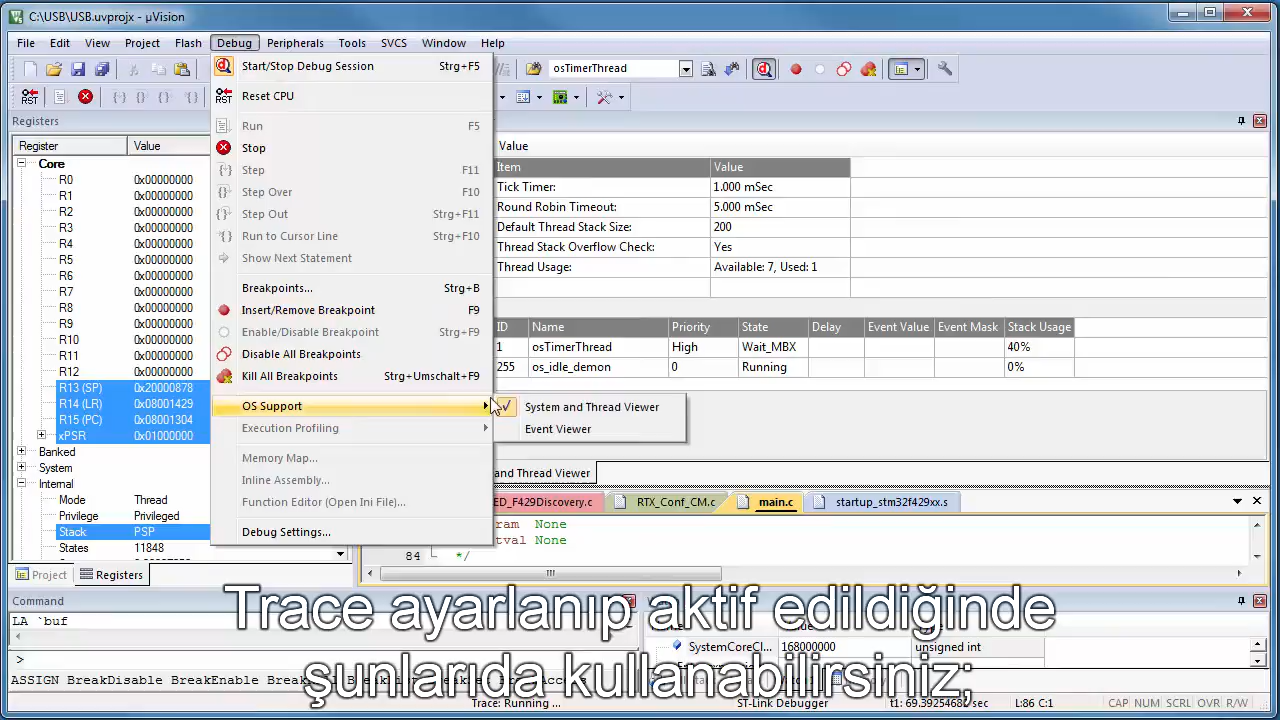 C:\USB\USB.uvprojx - µVision
File Edit View Project Flash Debug Peripherals Tools SVCS Window Help
osTimerThread
Registers
Register Value
Core
R0 0x00000000
R1 0x00000000
R2 0x00000000
R3 0x00000000
R4 0x00000000
R5 0x00000000
R6 0x00000000
R7 0x00000000
R8 0x00000000
R9 0x00000000
R10 0x00000000
R11 0x00000000
R12 0x00000000
R13 (SP) 0x20000878
R14 (LR) 0x08001429
R15 (PC) 0x08001304
xPSR 0x01000000
Banked
System
Internal
Mode Thread
Privilege Privileged
Stack PSP
States 11848
Project Registers
Start/Stop Debug Session Strg+F5
Reset CPU
Run F5
Stop
Step F11
Step Over F10
Step Out Strg+F11
Run to Cursor Line Strg+F10
Show Next Statement
Breakpoints... Strg+B
Insert/Remove Breakpoint F9
Enable/Disable Breakpoint Strg+F9
Disable All Breakpoints
Kill All Breakpoints Strg+Umschalt+F9
OS Support
Execution Profiling
Memory Map...
Inline Assembly...
Function Editor (Open Ini File)...
Debug Settings...
System and Thread Viewer
Event Viewer
Value
Item Value
Tick Timer: 1.000 mSec
Round Robin Timeout: 5.000 mSec
Default Thread Stack Size: 200
Thread Stack Overflow Check: Yes
Thread Usage: Available: 7, Used: 1
ID Name Priority State Delay Event Value Event Mask Stack Usage
1 osTimerThread High Wait_MBX 40%
255 os_idle_demon 0 Running 0%
and Thread Viewer
ED_F429Discovery.c RTX_Conf_CM.c main.c startup_stm32f429xx.s
ram None
tval None
84 */
Command
LA `buf
>
ASSIGN BreakDisable BreakEnable
SystemCoreCl... 168000000 unsigned int
Trace ayarlanıp aktif edildiğinde
şunlarıda kullanabilirsiniz;
Trace: Running ... ST-Link Debugger t1: 69.39254682 sec L:86 C:1 CAP NUM SCRL OVR R/W